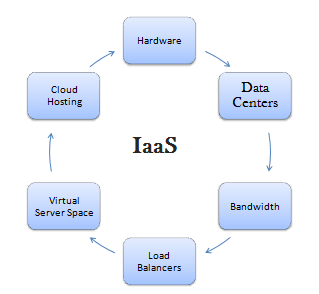 Hardware
Cloud
Hosting
Data
Centers
IaaS
Virtual
Server Space
Bandwidth
Load
Balancers